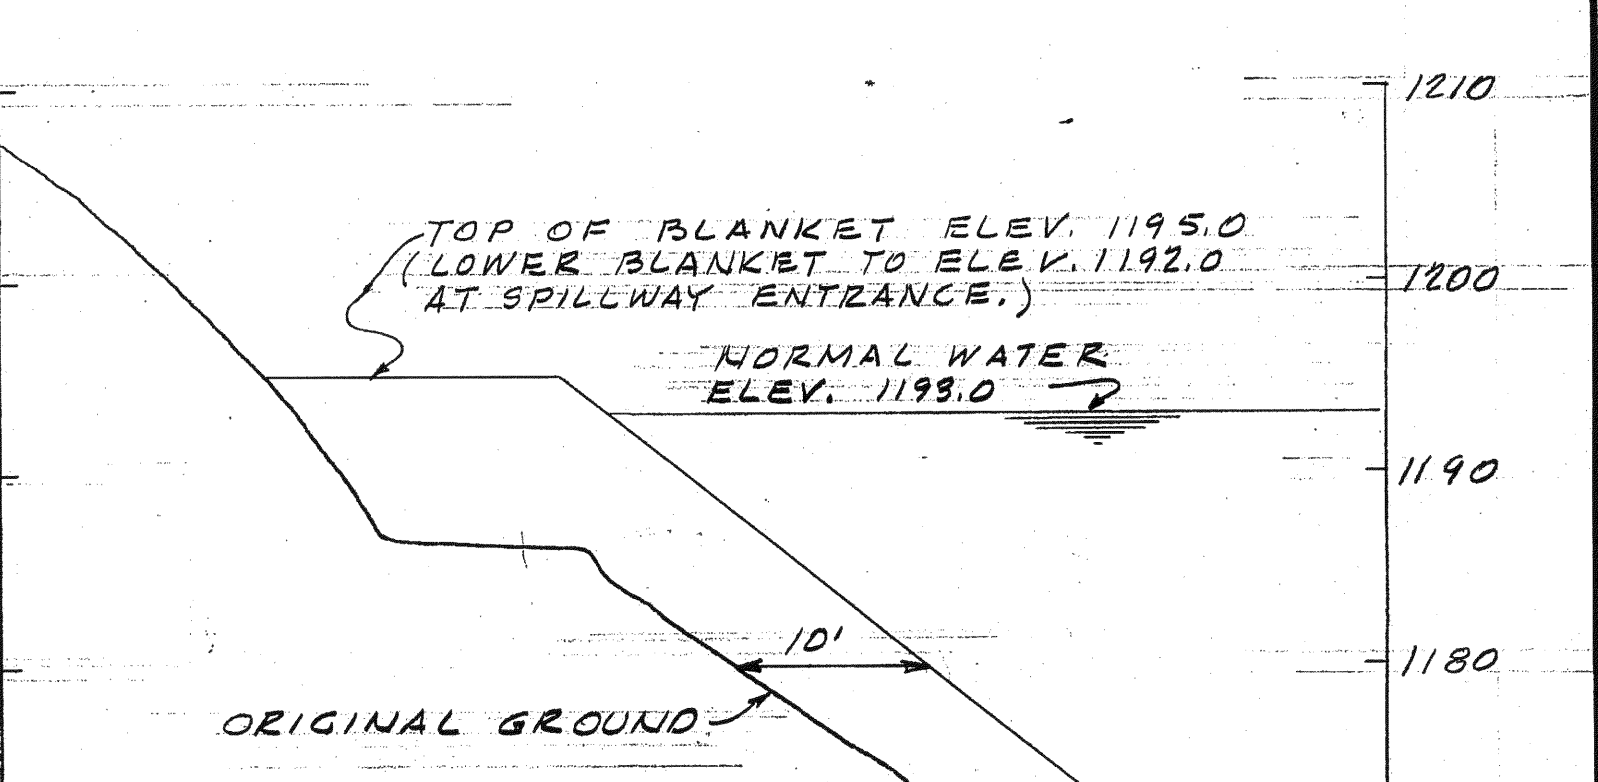 1210
TOP OF BLANKET ELEV. 1195.0
(LOWER BLANKET TO ELEV. 1192.0
AT SPILLWAY ENTRANCE.)
1200
NORMAL WATER
ELEV. 1193.0
1190
10'
1180
ORIGINAL GROUND